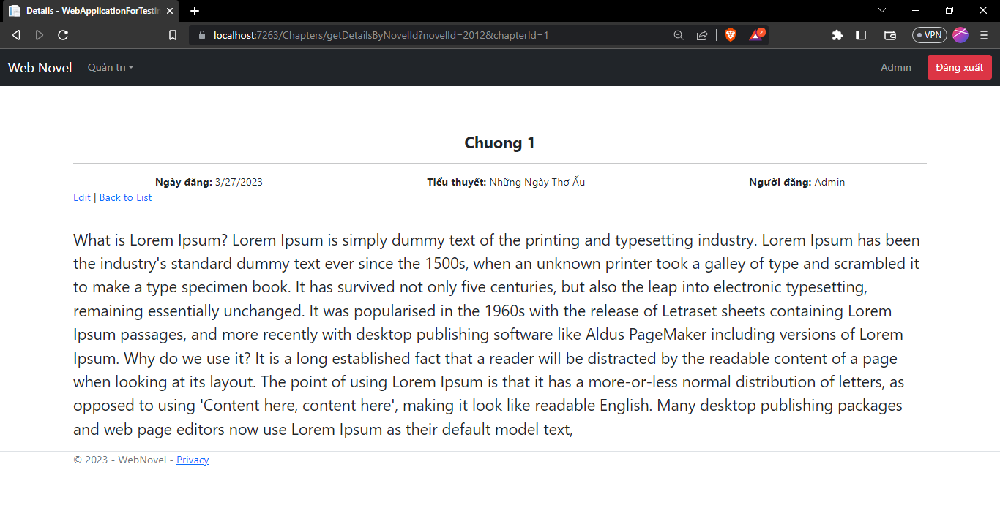 Details - WebApplicationForTestin
localhost:7263/Chapters/getDetailsByNovelId?novelId=2012&chapterId=1
2
VPN
Web Novel Quản trị Admin Đăng xuất
Chuong 1
Ngày đăng: 3/27/2023 Tiểu thuyết: Những Ngày Thơ Ấu Người đăng: Admin
Edit | Back to List
What is Lorem Ipsum? Lorem Ipsum is simply dummy text of the printing and typesetting industry. Lorem Ipsum has been
the industry's standard dummy text ever since the 1500s, when an unknown printer took a galley of type and scrambled it
to make a type specimen book. It has survived not only five centuries, but also the leap into electronic typesetting,
remaining essentially unchanged. It was popularised in the 1960s with the release of Letraset sheets containing Lorem
Ipsum passages, and more recently with desktop publishing software like Aldus PageMaker including versions of Lorem
Ipsum. Why do we use it? It is a long established fact that a reader will be distracted by the readable content of a page
when looking at its layout. The point of using Lorem Ipsum is that it has a more-or-less normal distribution of letters, as
opposed to using 'Content here, content here', making it look like readable English. Many desktop publishing packages
and web page editors now use Lorem Ipsum as their default model text,
© 2023 - WebNovel - Privacy